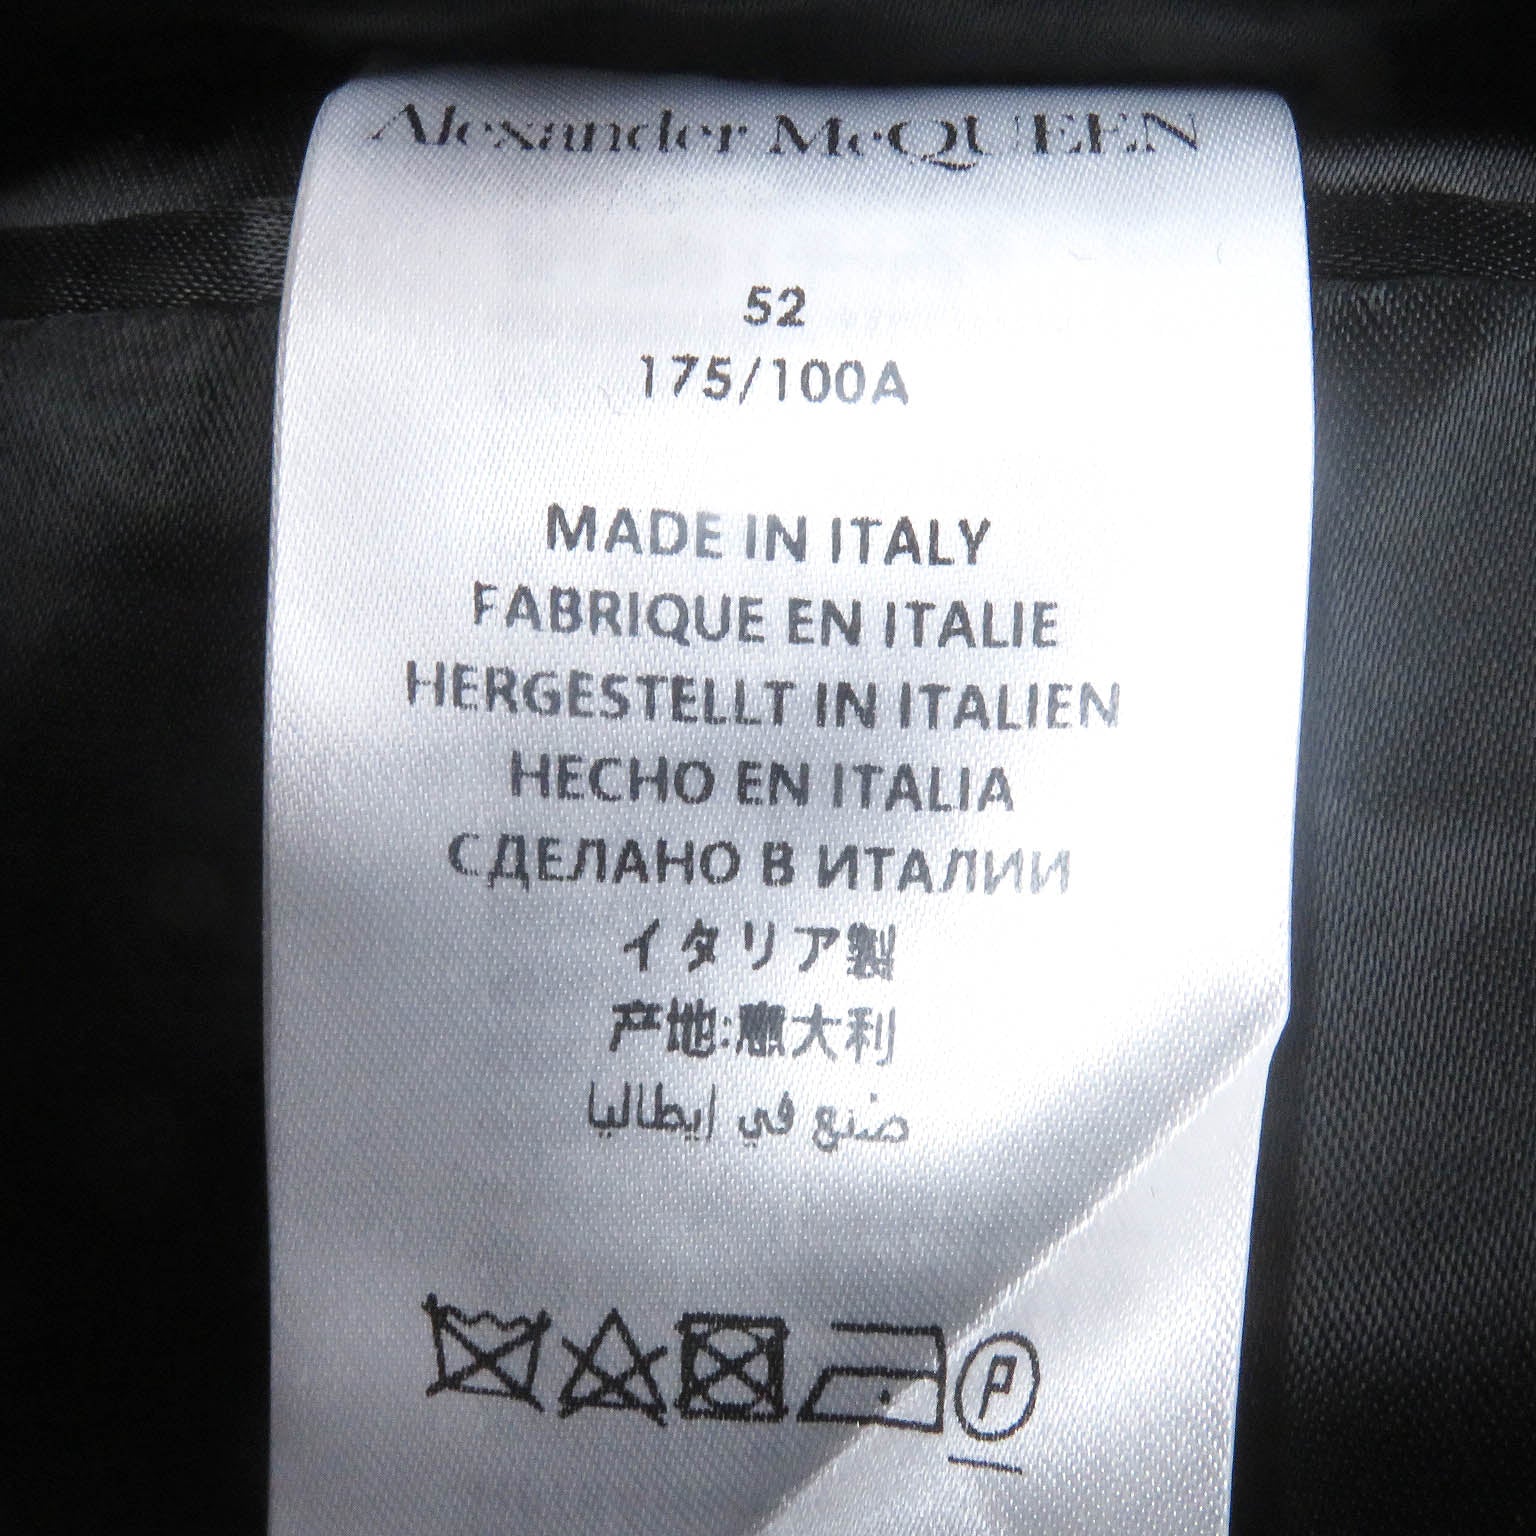 Alexander McQUEEN
52
175/100A
MADE IN ITALY
FABRIQUE EN ITALIE
HERGESTELLT IN ITALIEN
HECHO EN ITALIA
СДЕЛАНО В ИТАЛИИ
イタリア製
产地:意大利
صنع في إيطاليا
P